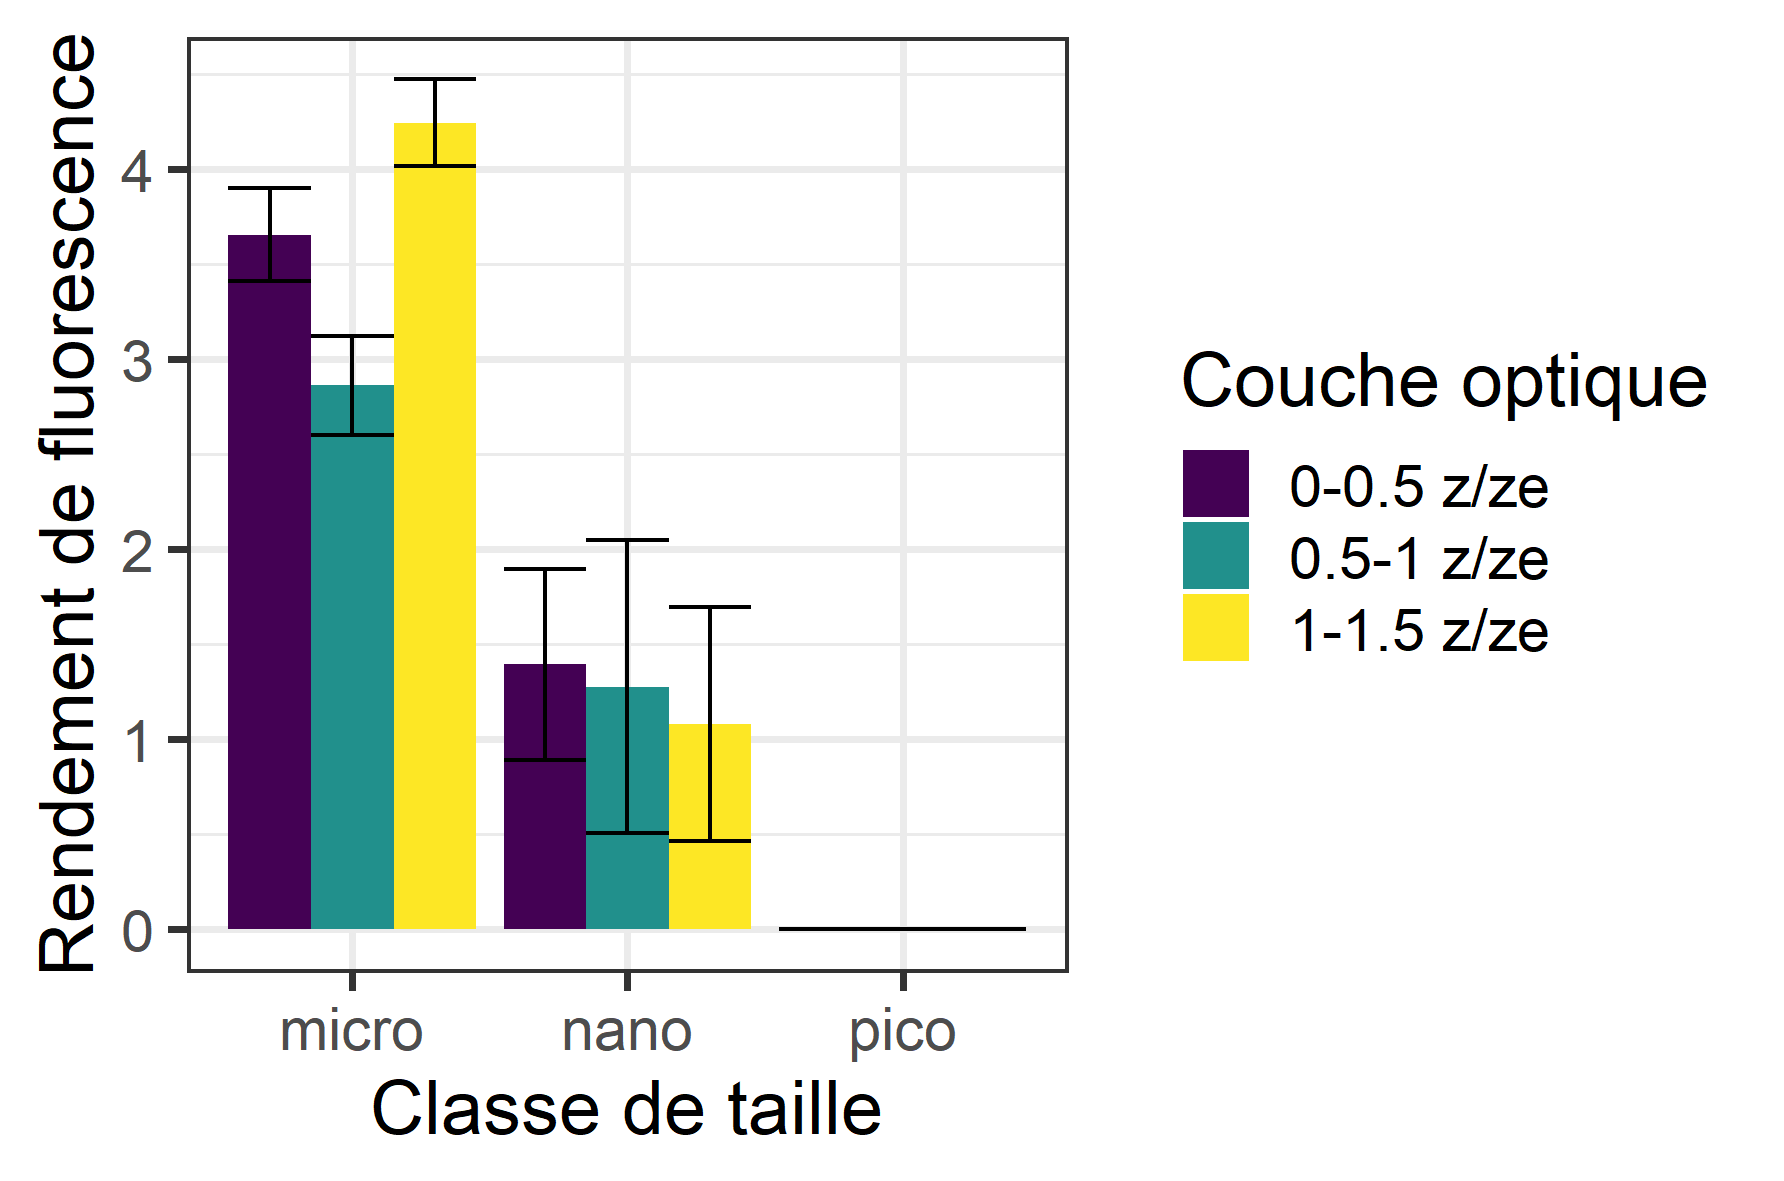 Rendement de fluorescence
4
3
2
1
0
micro nano pico
Classe de taille
Couche optique
0-0.5 z/ze
0.5-1 z/ze
1-1.5 z/ze